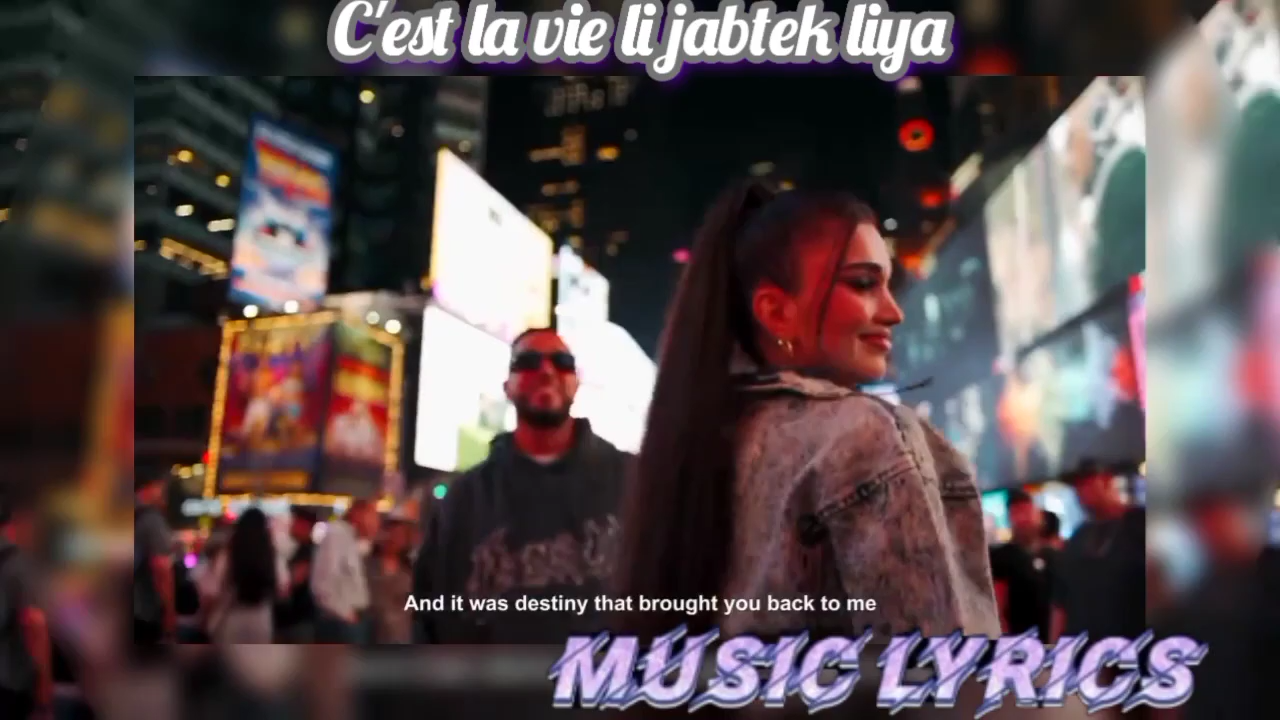 C'est la vie li jabtek liya
And it was destiny that brought you back to me
MUSIC LYRICS